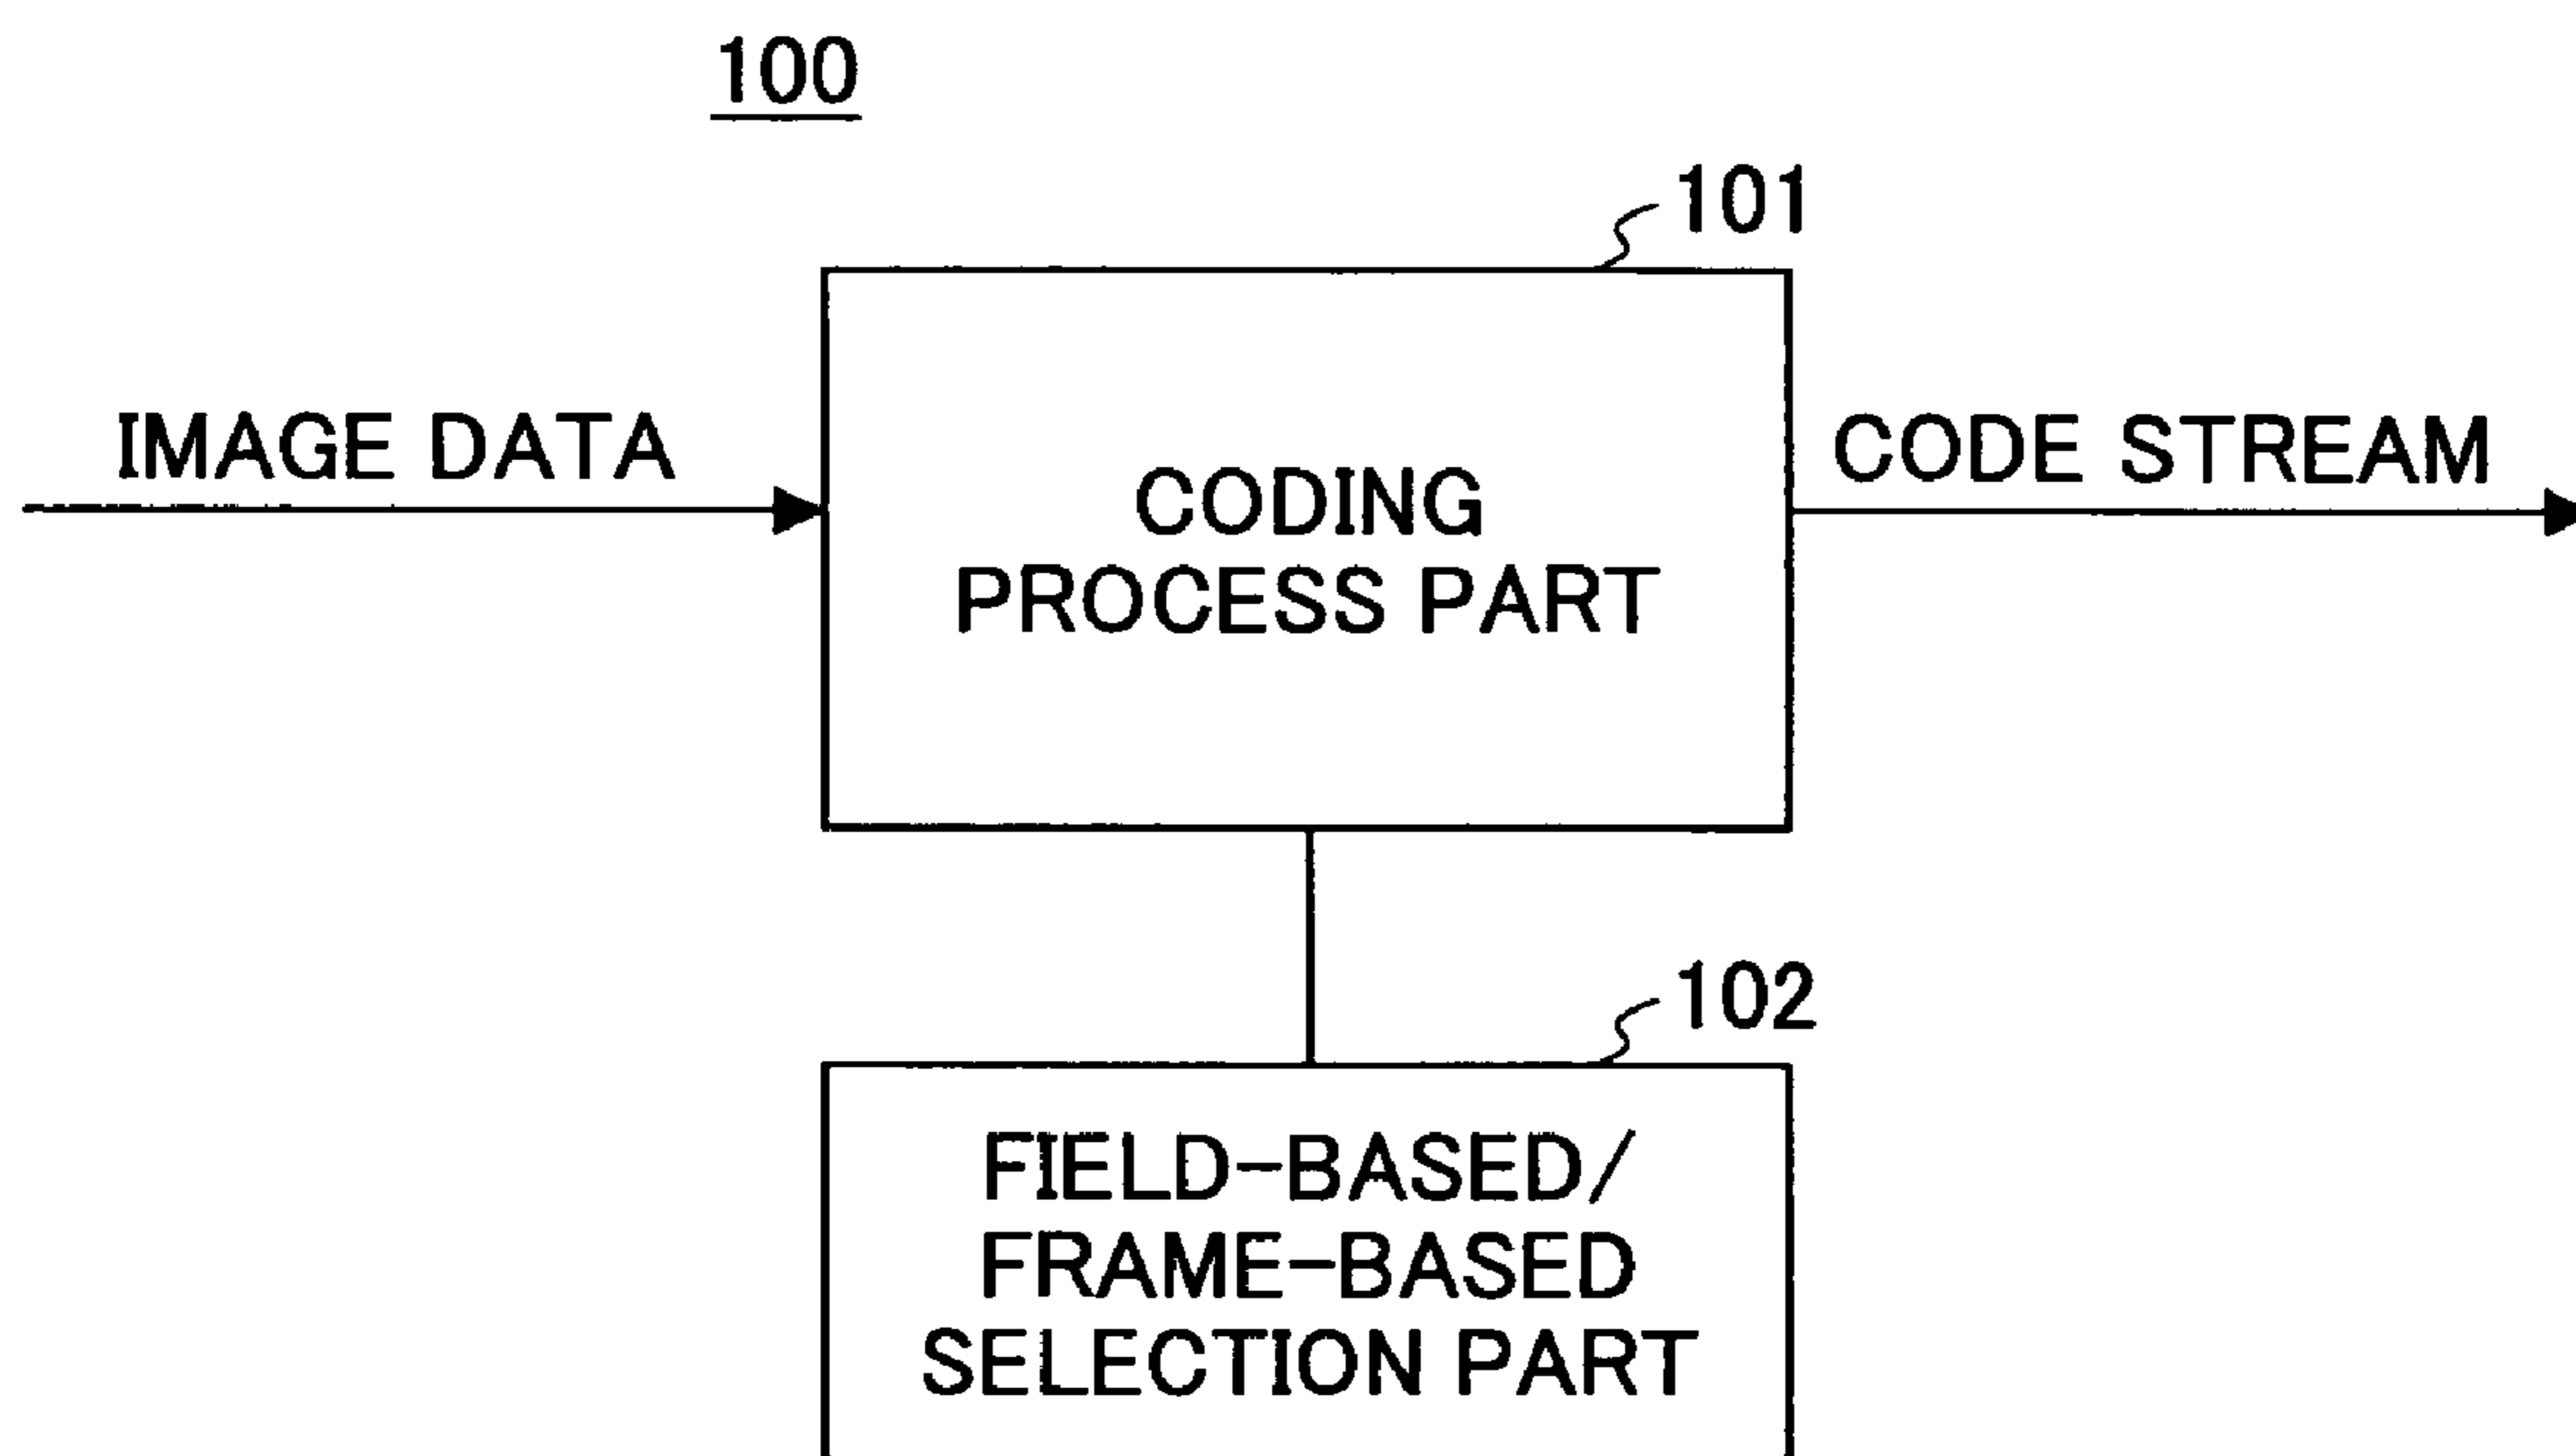 100
101
IMAGE DATA
CODE STREAM
CODING
PROCESS PART
102
FIELD-BASED/
FRAME-BASED
SELECTION PART